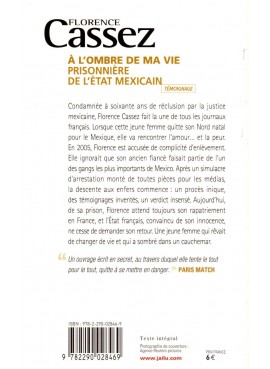 FLORENCE
Cassez
À L'OMBRE DE MA VIE
PRISONNIÈRE
DE L'ÉTAT MEXICAIN
TÉMOIGNAGE
Condamnée à soixante ans de réclusion par la justice
mexicaine, Florence Cassez fait la une de tous les journaux
français. Lorsque cette jeune femme quitte son Nord natal
pour le Mexique, elle va rencontrer l'amour... et la peur.
En 2005, Florence est accusée de complicité d'enlèvement.
Elle ignorait que son ancien fiancé faisait partie de l'un
des gangs les plus importants de Mexico. Après un simulacre
d'arrestation monté de toutes pièces pour les médias, la
descente aux enfers commence : un procès inique,
des témoignages inventés, un verdict insensé. Aujourd'hui,
de sa prison, Florence attend toujours son rapatriement
en France, et l'État français, convaincu de son innocence,
ne cesse de demander son retour. Une jeune femme qui rêvait
de changer de vie et qui a sombré dans un cauchemar.
“ Un ouvrage écrit en secret, au travers duquel elle tente le tout
pour le tout, quitte à se mettre en danger. ” PARIS MATCH
ISBN : 978-2-290-02846-9
9 782290 028469
Texte intégral
Photographie de couverture :
www.jailu.com
PRIX FRANCE
6 €